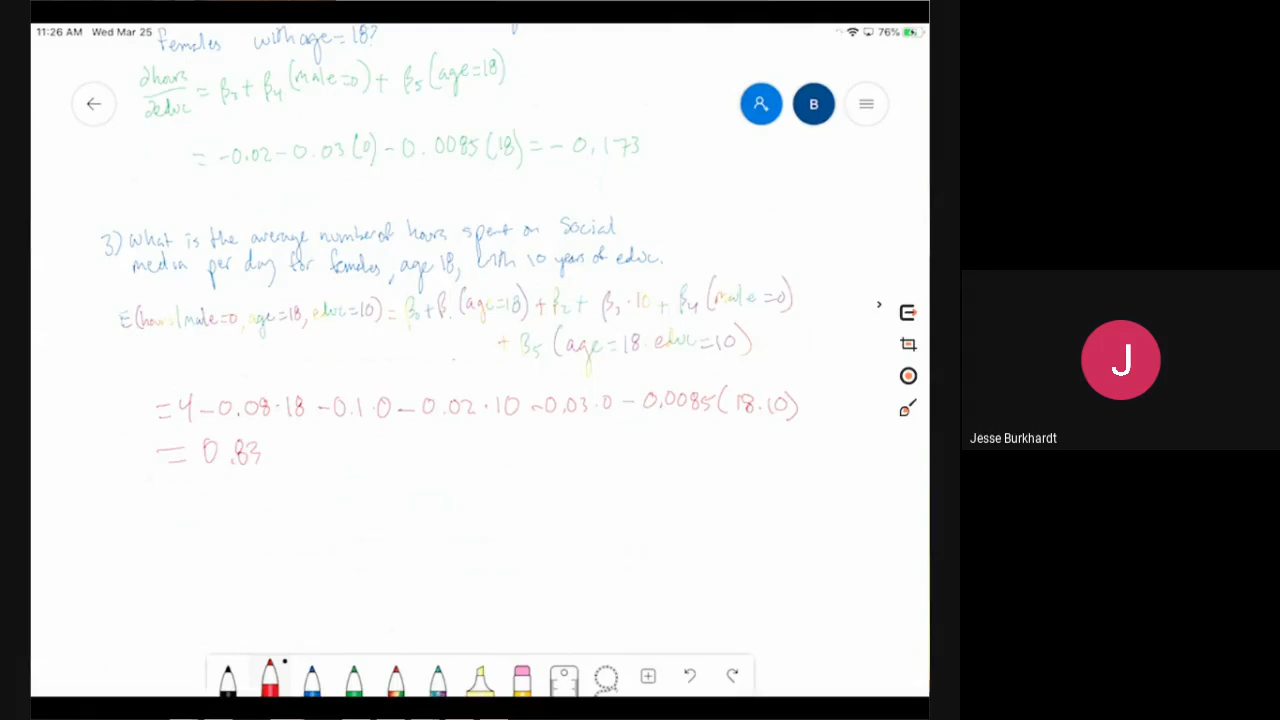 11:26 AM Wed Mar 25 76%
females with age = 18?
∂hours/∂educ = β3 + β4 (male=0) + β5 (age=18)
= -0.02 - 0.03 (0) - 0.0085 (18) = - 0.173
B
3) What is the average number of hours spent on Social
media per day for females, age 18, with 10 years of educ.
E(hours|male=0, age=18, educ=10) = β0 + β1 (age=18) + β2 + β3 · 10 + β4 (male=0)
+ β5 (age=18 · educ=10)
= 4 - 0.08·18 - 0.1·0 - 0.02·10 - 0.03·0 - 0.0085(18·10)
= 0.83
J
Jesse Burkhardt